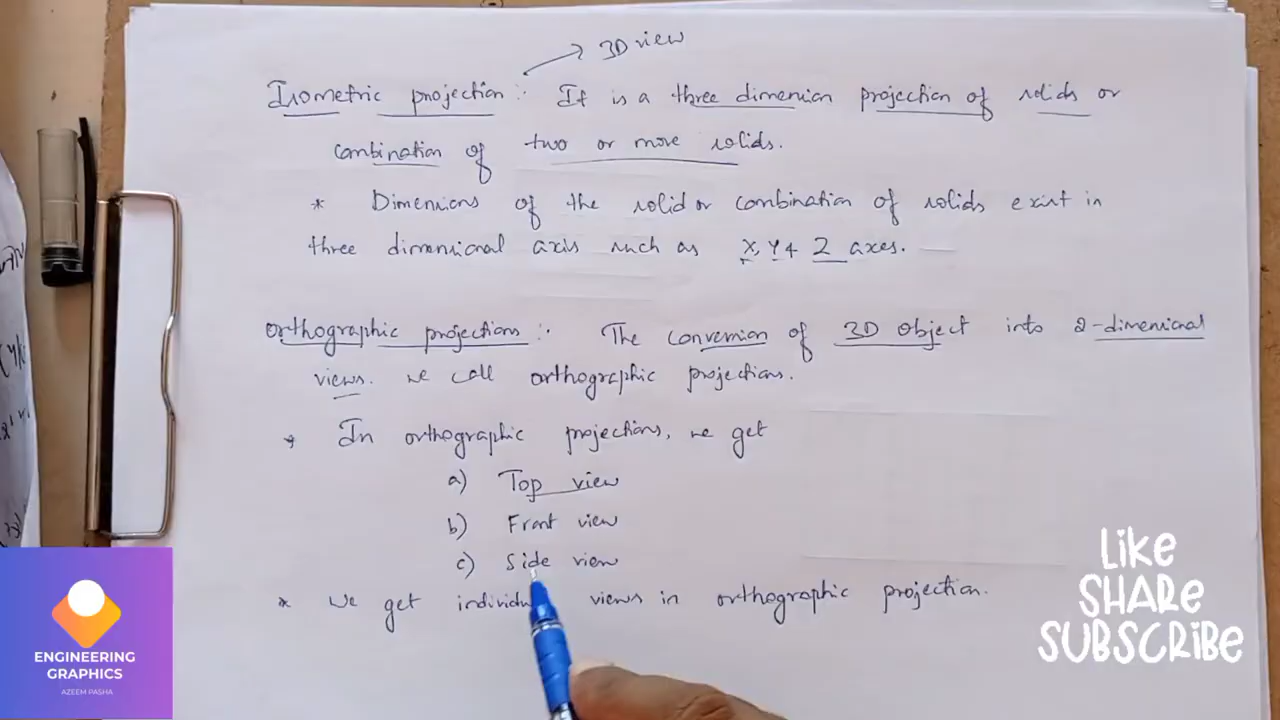 → 3D view
Isometric projection :- It is a three dimension projection of solids or
combination of two or more solids.
* Dimensions of the solid or combination of solids exist in
three dimensional axis such as X, Y & Z axes.
Orthographic projections :- The conversion of 3D Object into 2-dimensional
views. we call orthographic projections.
* In orthographic projections, we get
a) Top view
b) Front view
c) Side view
* We get individu views in orthographic projection.
LIKE
SHARE
SUBSCRIBE
ENGINEERING
GRAPHICS
AZEEM PASHA